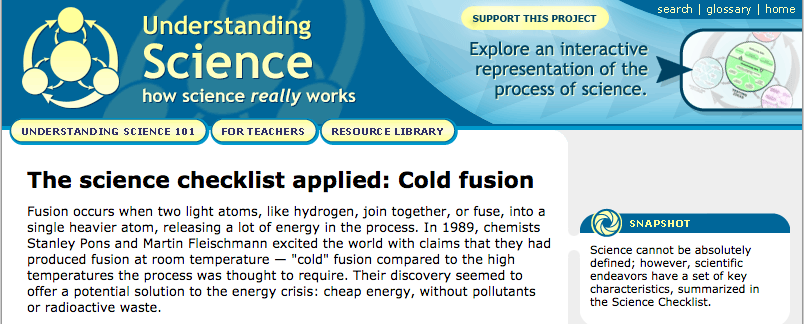 search | glossary | home
Understanding
Science
how science really works
SUPPORT THIS PROJECT
Explore an interactive
representation of the
process of science.
UNDERSTANDING SCIENCE 101
FOR TEACHERS
RESOURCE LIBRARY
The science checklist applied: Cold fusion
Fusion occurs when two light atoms, like hydrogen, join together, or fuse, into a
single heavier atom, releasing a lot of energy in the process. In 1989, chemists
Stanley Pons and Martin Fleischmann excited the world with claims that they had
produced fusion at room temperature — "cold" fusion compared to the high
temperatures the process was thought to require. Their discovery seemed to
offer a potential solution to the energy crisis: cheap energy, without pollutants
or radioactive waste.
SNAPSHOT
Science cannot be absolutely
defined; however, scientific
endeavors have a set of key
characteristics, summarized in
the Science Checklist.